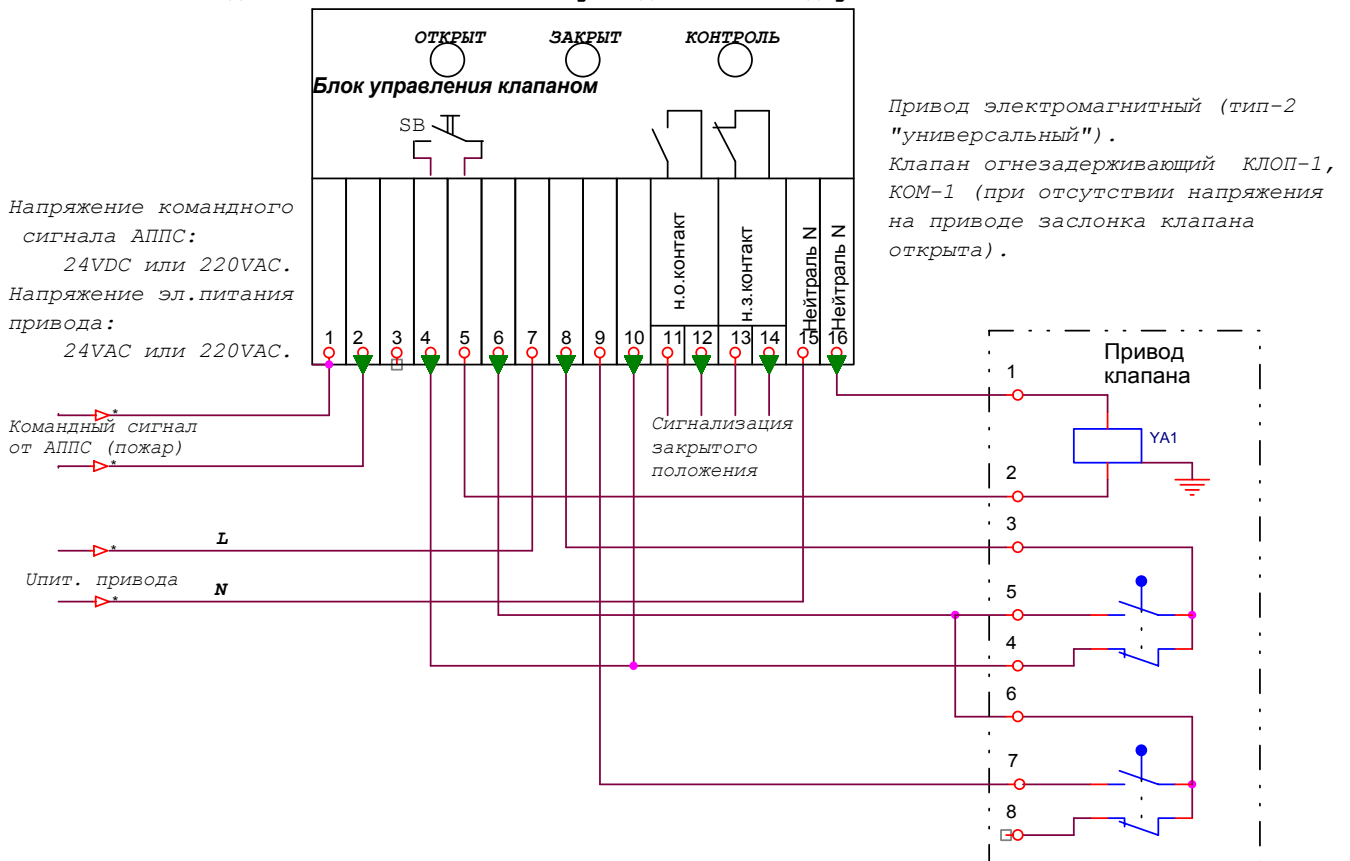 ОТКРЫТ ЗАКРЫТ КОНТРОЛЬ
Блок управления клапаном
SB
Привод электромагнитный (тип-2
"универсальный").
Клапан огнезадерживающий КЛОП-1,
КОМ-1 (при отсутствии напряжения
на приводе заслонка клапана
открыта).
Напряжение командного
сигнала АППС:
24VDC или 220VAC.
Напряжение эл.питания
привода:
24VAC или 220VAC.
н.о.контакт
н.з.контакт
Нейтраль N
Нейтраль N
1 2 3 4 5 6 7 8 9 10 11 12 13 14 15 16
Командный сигнал
от АППС (пожар)
Сигнализация
закрытого
положения
L
Uпит. привода
N
Привод
клапана
1
YA1
2
3
5
4
6
7
8